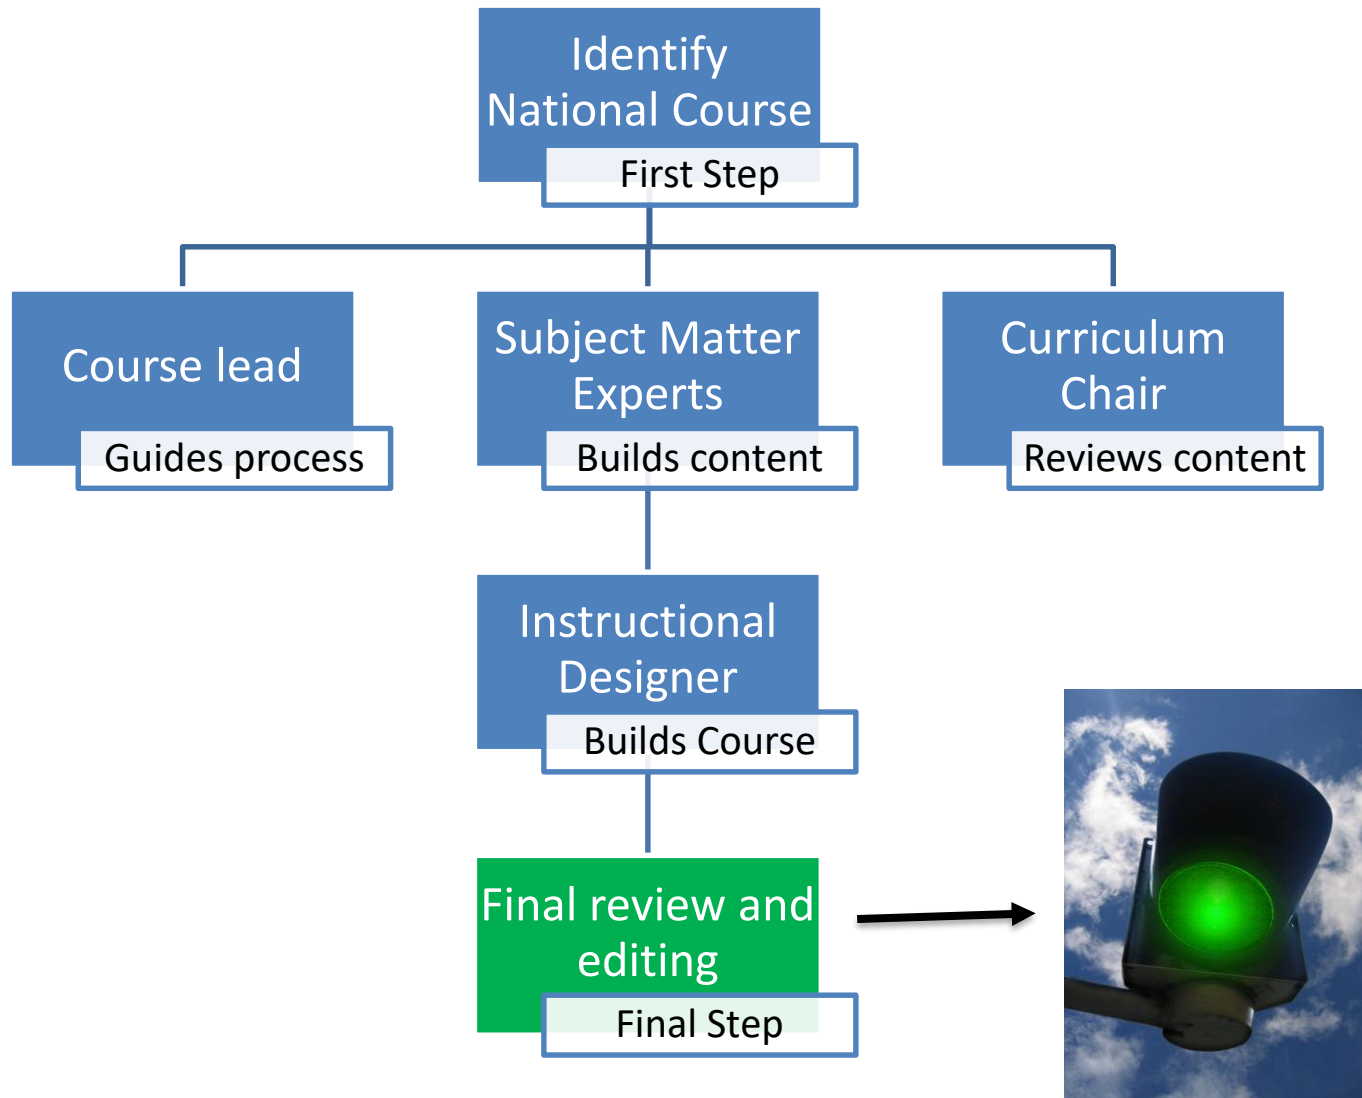 Identify
National Course
First Step
Course lead
Guides process
Subject Matter
Experts
Builds content
Curriculum
Chair
Reviews content
Instructional
Designer
Builds Course
Final review and
editing
Final Step